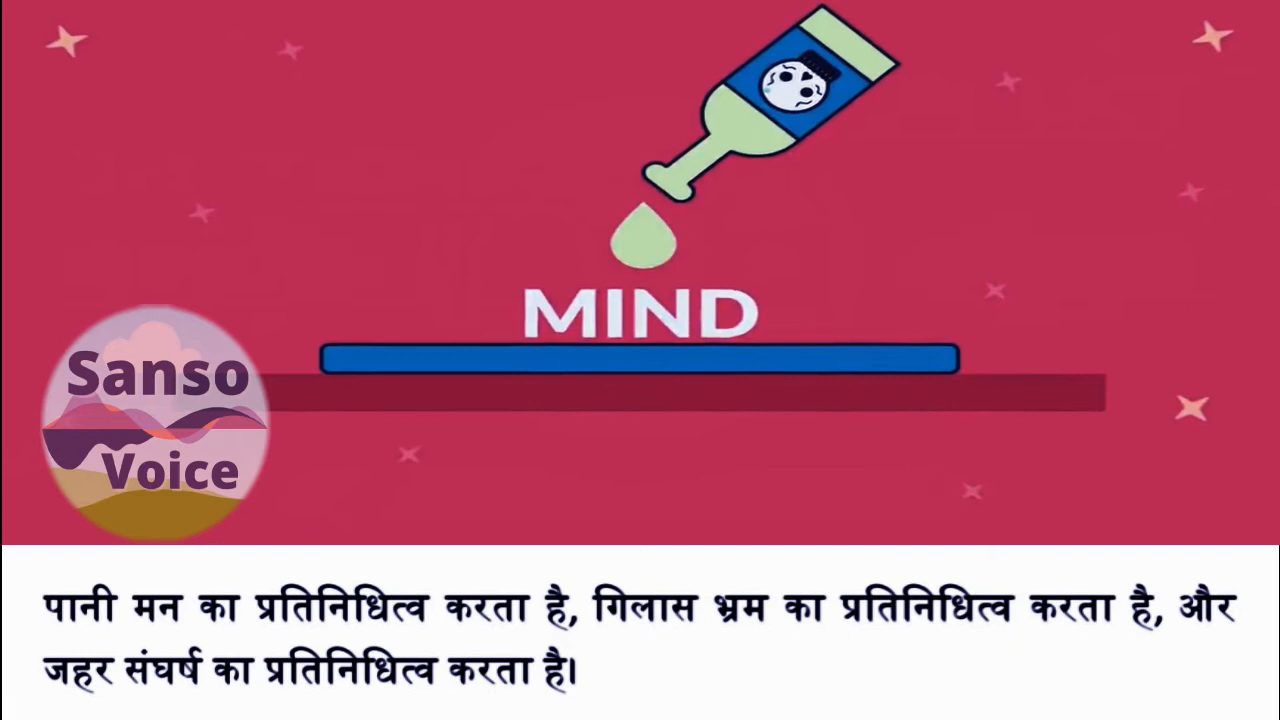 MIND
Sanso
Voice
पानी मन का प्रतिनिधित्व करता है, गिलास भ्रम का प्रतिनिधित्व करता है, और
जहर संघर्ष का प्रतिनिधित्व करता है।